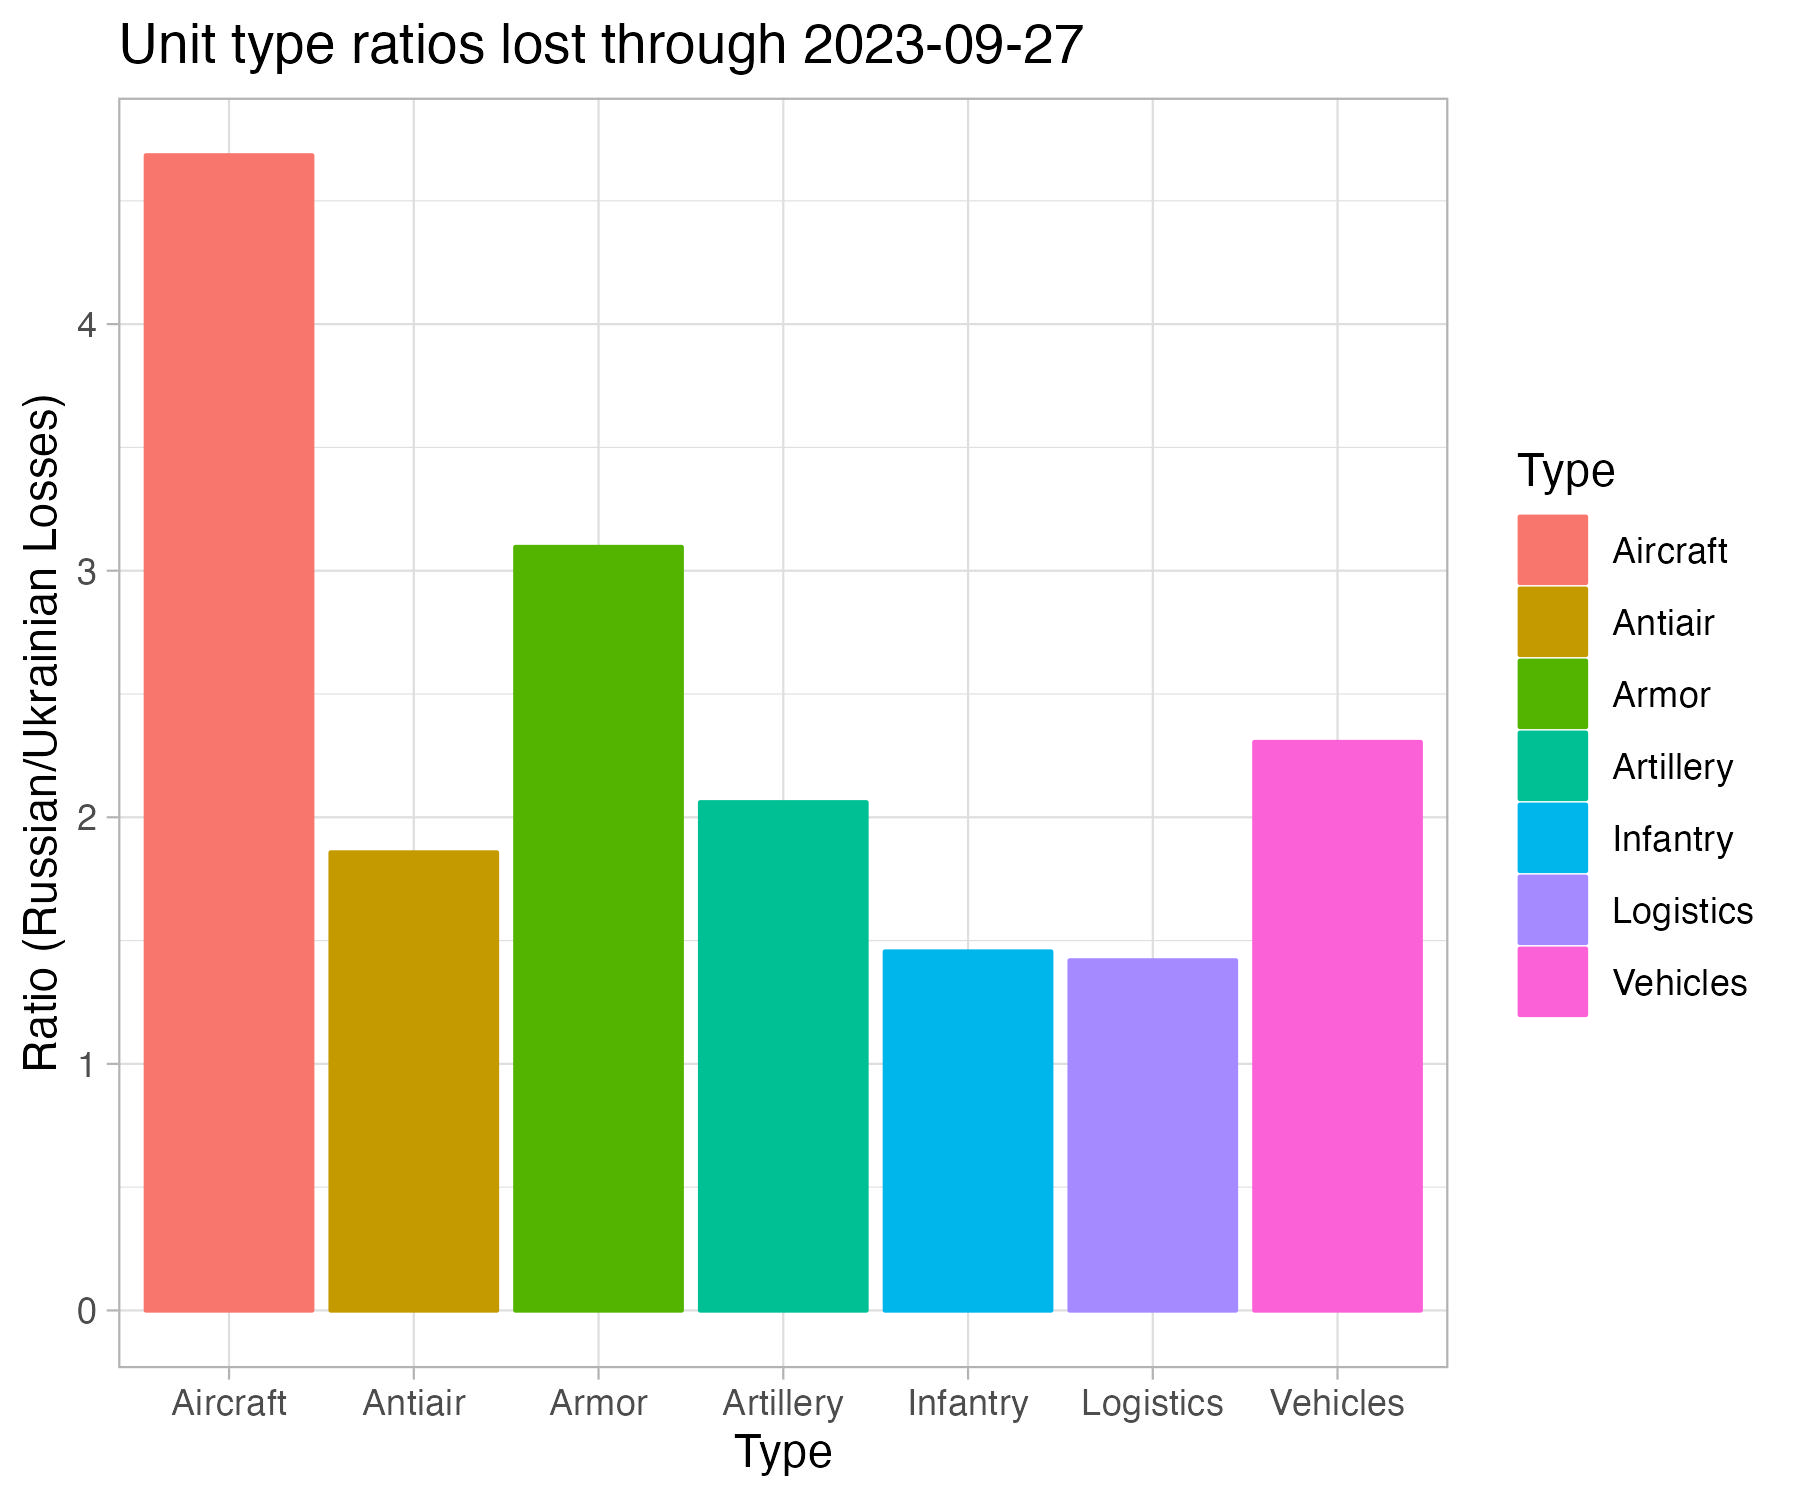 Unit type ratios lost through 2023-09-27
Ratio (Russian/Ukrainian Losses)
4
3
2
1
0
Aircraft
Antiair
Armor
Artillery
Infantry
Logistics
Vehicles
Type
Type
Aircraft
Antiair
Armor
Artillery
Infantry
Logistics
Vehicles